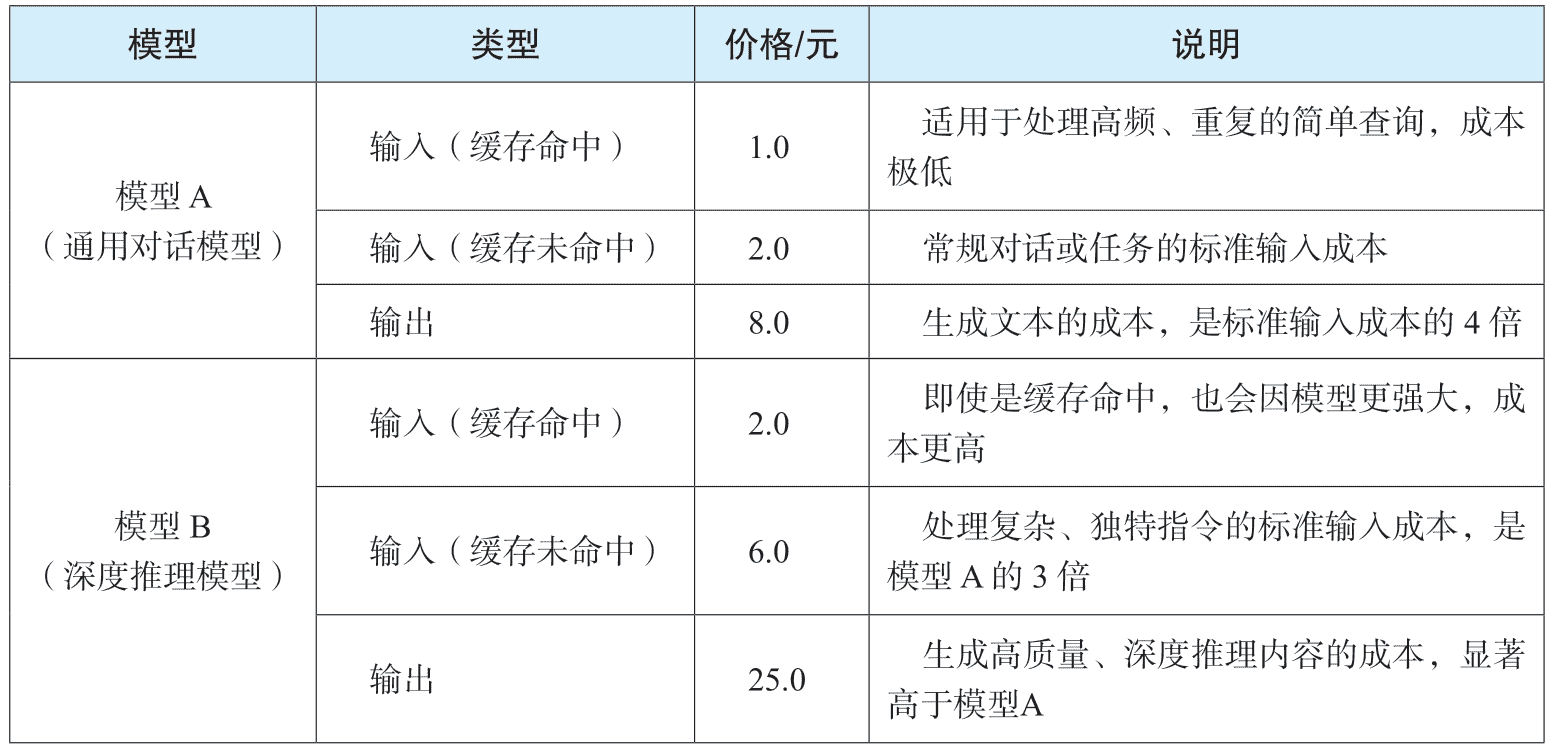 模型 类型 价格/元 说明
模型 A
（通用对话模型）
输入（缓存命中） 1.0 适用于处理高频、重复的简单查询，成本
极低
输入（缓存未命中） 2.0 常规对话或任务的标准输入成本
输出 8.0 生成文本的成本，是标准输入成本的 4 倍
模型 B
（深度推理模型）
输入（缓存命中） 2.0 即使是缓存命中，也会因模型更强大，成
本更高
输入（缓存未命中） 6.0 处理复杂、独特指令的标准输入成本，是
模型 A 的 3 倍
输出 25.0 生成高质量、深度推理内容的成本，显著
高于模型A